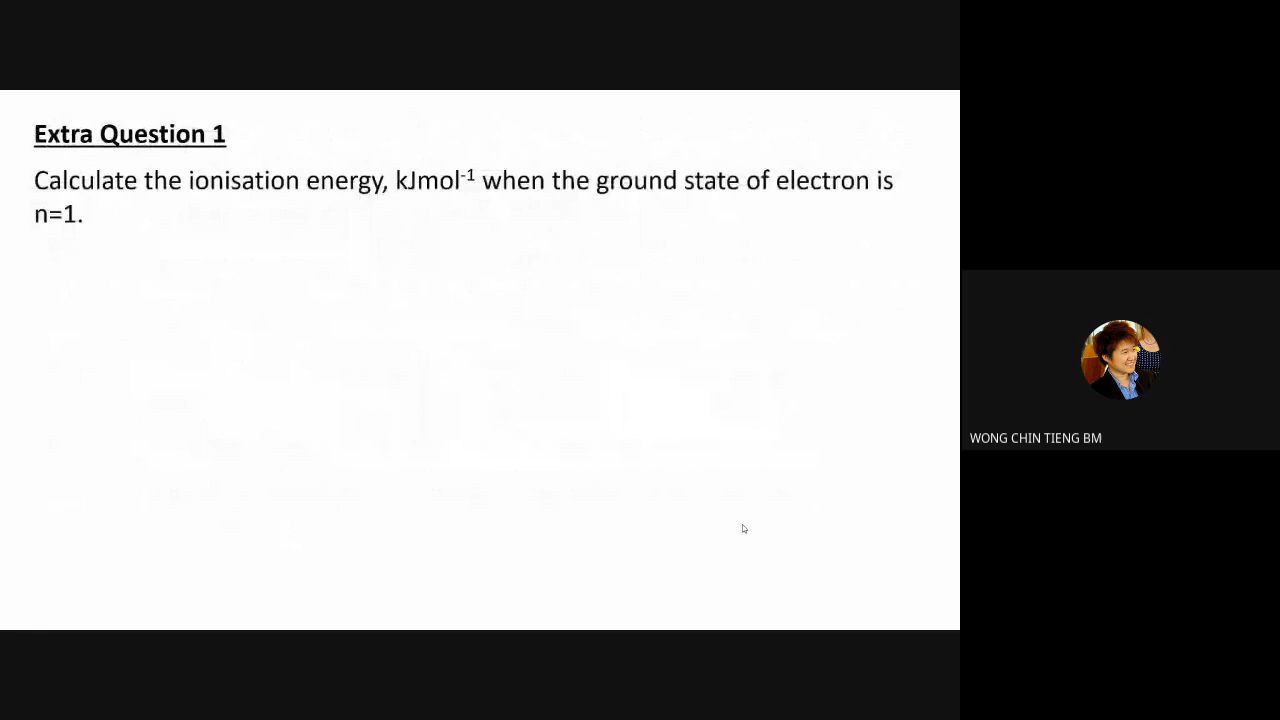 Extra Question 1
Calculate the ionisation energy, kJmol-1 when the ground state of electron is
n=1.
WONG CHIN TIENG BM